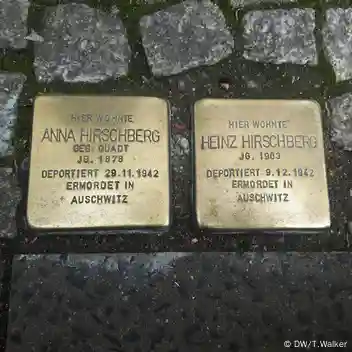 HIER WOHNTE
ANNA HIRSCHBERG
GEB. QUADT
JG. 1878
DEPORTIERT 29.11.1942
ERMORDET IN
AUSCHWITZ
HIER WOHNTE
HEINZ HIRSCHBERG
JG. 1903
DEPORTIERT 9.12.1942
ERMORDET IN
AUSCHWITZ
© DW/T.Walker